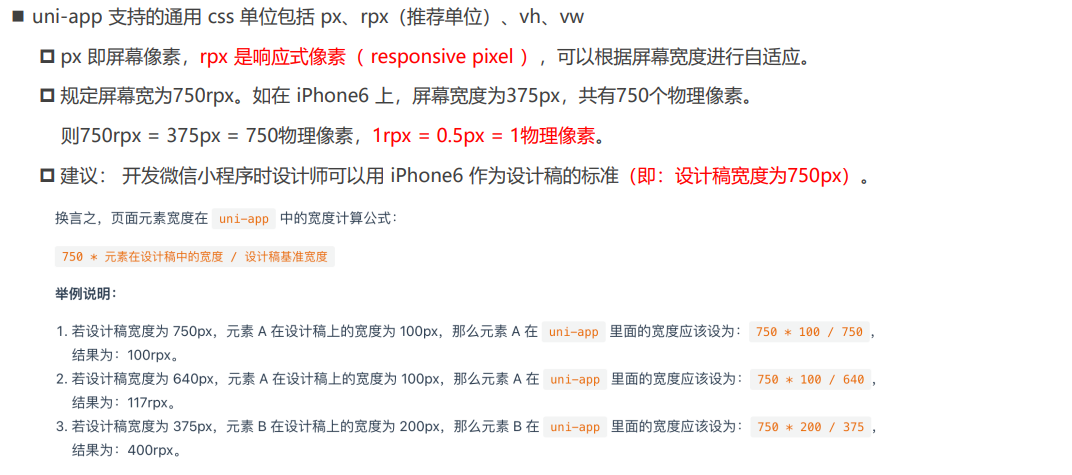 ■ uni-app 支持的通用 css 单位包括 px、rpx（推荐单位）、vh、vw
px 即屏幕像素，rpx 是响应式像素（ responsive pixel ），可以根据屏幕宽度进行自适应。
规定屏幕宽为750rpx。如在 iPhone6 上，屏幕宽度为375px，共有750个物理像素。
则750rpx = 375px = 750物理像素，1rpx = 0.5px = 1物理像素。
建议： 开发微信小程序时设计师可以用 iPhone6 作为设计稿的标准（即：设计稿宽度为750px）。
换言之，页面元素宽度在 uni-app 中的宽度计算公式：
750 * 元素在设计稿中的宽度 / 设计稿基准宽度
举例说明：
1. 若设计稿宽度为 750px，元素 A 在设计稿上的宽度为 100px，那么元素 A 在 uni-app 里面的宽度应该设为： 750 * 100 / 750 ，
结果为：100rpx。
2. 若设计稿宽度为 640px，元素 A 在设计稿上的宽度为 100px，那么元素 A 在 uni-app 里面的宽度应该设为： 750 * 100 / 640 ，
结果为：117rpx。
3. 若设计稿宽度为 375px，元素 B 在设计稿上的宽度为 200px，那么元素 B 在 uni-app 里面的宽度应该设为： 750 * 200 / 375 ，
结果为：400rpx。